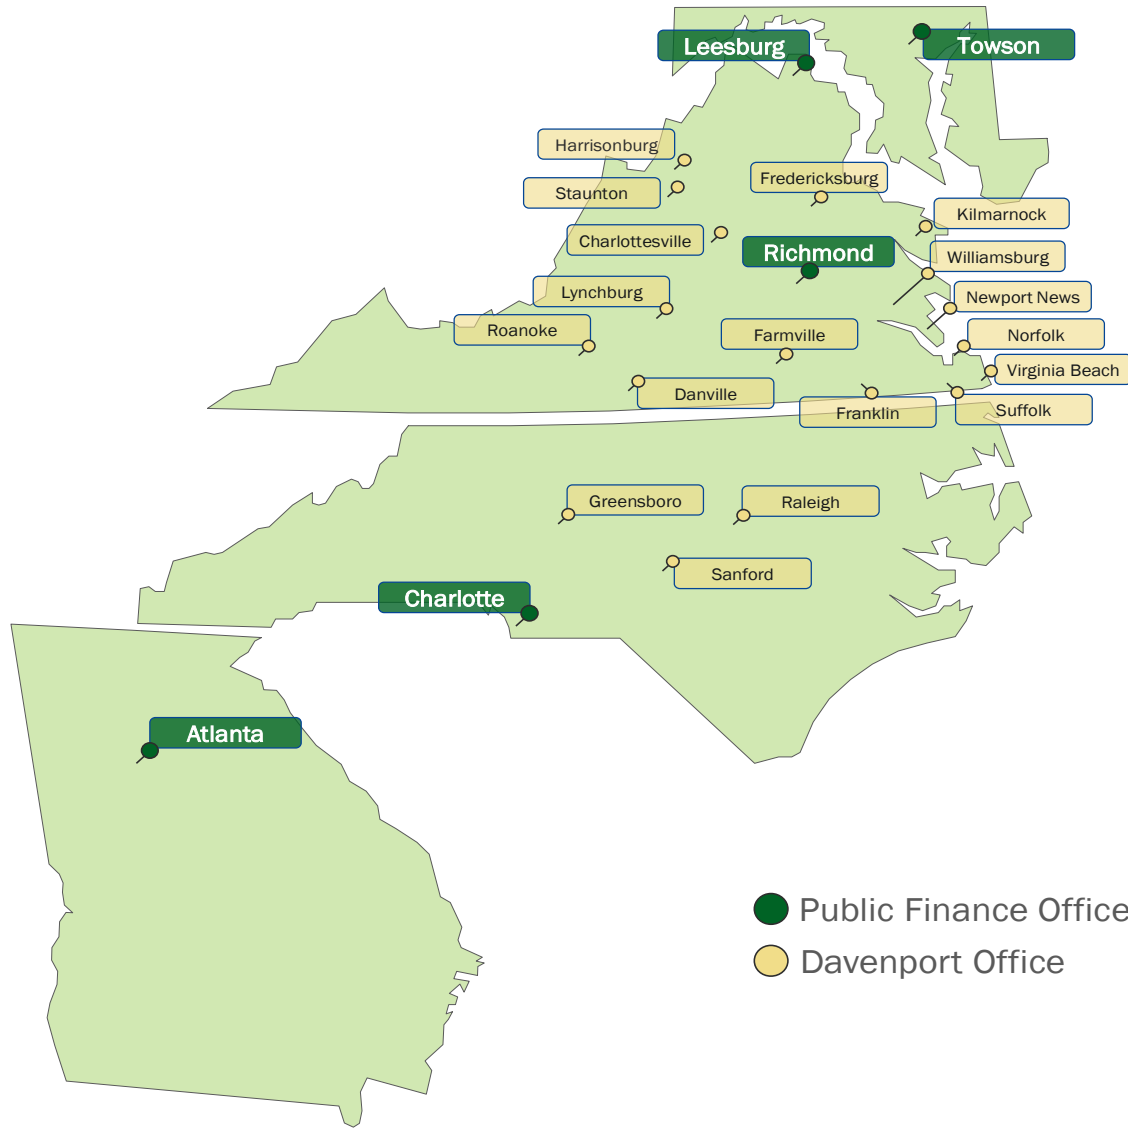 Leesburg
Towson
Harrisonburg
Fredericksburg
Staunton
Kilmarnock
Charlottesville
Richmond
Williamsburg
Lynchburg
Newport News
Roanoke
Farmville
Norfolk
Virginia Beach
Danville
Franklin
Suffolk
Greensboro
Raleigh
Sanford
Charlotte
Atlanta
Public Finance Office
Davenport Office